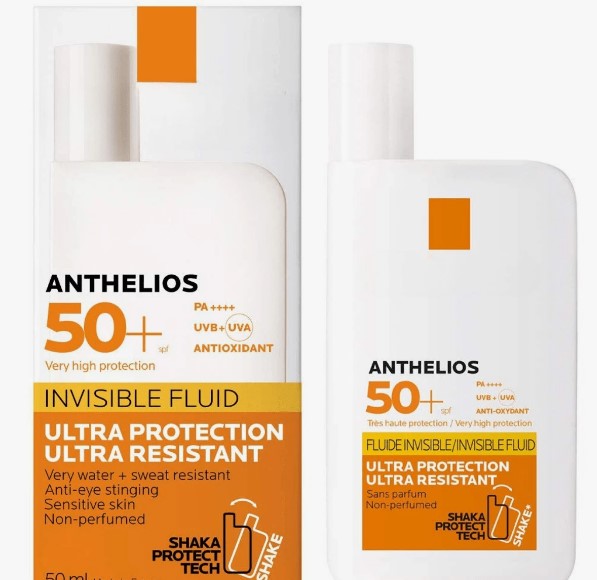 ANTHELIOS
50+ spf
PA ++++
UVB + UVA
ANTIOXIDANT
Very high protection
INVISIBLE FLUID
ULTRA PROTECTION
ULTRA RESISTANT
Very water + sweat resistant
Anti-eye stinging
Sensitive skin
Non-perfumed
SHAKA
PROTECT
TECH
SHAKE
50 ml
ANTHELIOS
50+ spf
PA ++++
UVB + UVA
ANTI-OXYDANT
Très haute protection / Very high protection
FLUIDE INVISIBLE/INVISIBLE FLUID
ULTRA PROTECTION
ULTRA RESISTANT
Sans parfum
Non-perfumed
SHAKA
PROTECT
TECH
SHAKE*